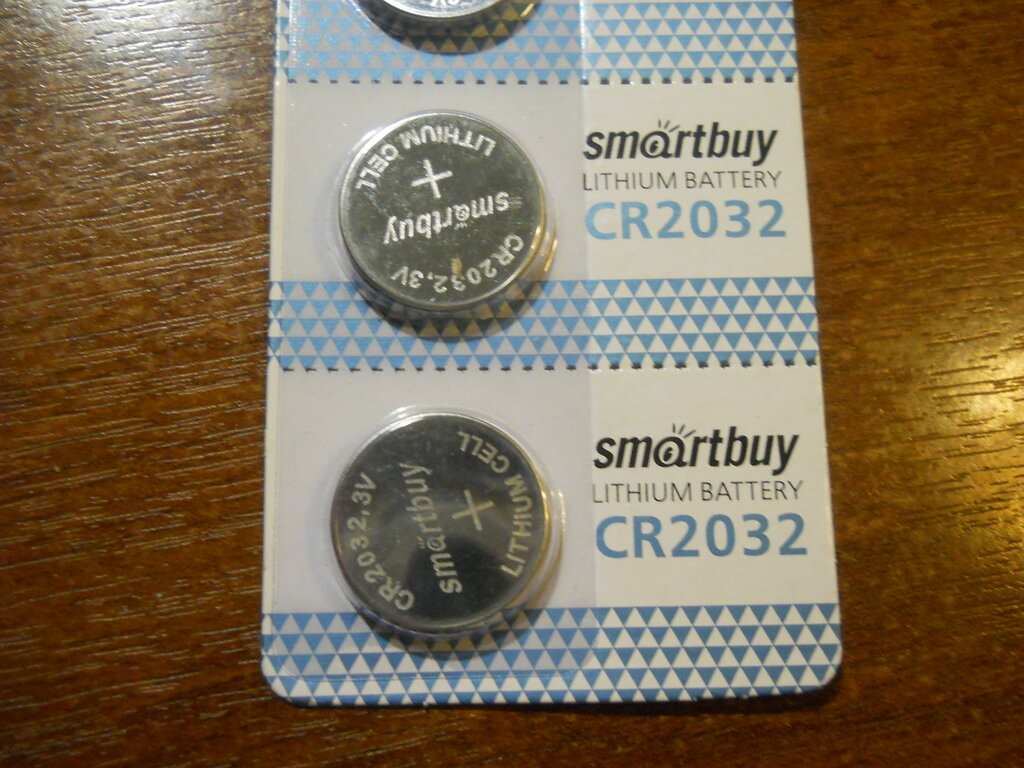 smartbuy
LITHIUM BATTERY
CR2032
LITHIUM CELL
+
smartbuy
CR2032,3V
smartbuy
LITHIUM BATTERY
CR2032
CR2032,3V
smartbuy
+
LITHIUM CELL